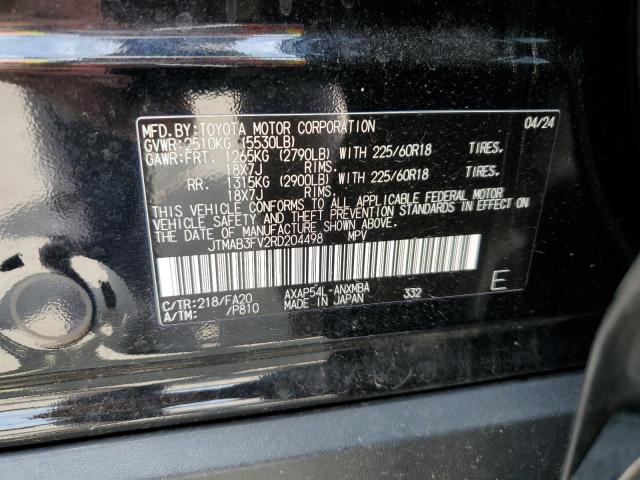 MFD.BY:TOYOTA MOTOR CORPORATION 04/24
GVWR:2510KG (5530LB)
GAWR:FRT. 1265KG (2790LB) WITH 225/60R18 TIRES.
18X7J RIMS.
RR. 1315KG (2900LB) WITH 225/60R18 TIRES.
18X7J RIMS.
THIS VEHICLE CONFORMS TO ALL APPLICABLE FEDERAL MOTOR
VEHICLE SAFETY AND THEFT PREVENTION STANDARDS IN EFFECT ON
THE DATE OF MANUFACTURE SHOWN ABOVE.
JTMAB3FV2RD204498 MPV
C/TR:218/FA20 AXAP54L-ANXMBA 332 E
A/TM: /P810 MADE IN JAPAN